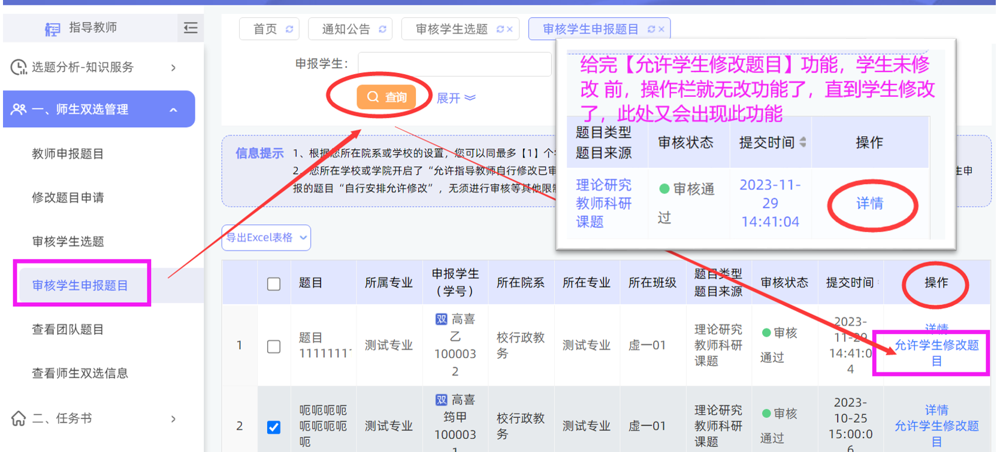 指导教师
首页
通知公告
审核学生选题
审核学生申报题目
选题分析-知识服务
一、师生双选管理
教师申报题目
修改题目申请
审核学生选题
审核学生申报题目
查看团队题目
查看师生双选信息
二、任务书
申报学生：
查询
展开
给完【允许学生修改题目】功能，学生未修
改 前，操作栏就无改功能了，直到学生修改
了，此处又会出现此功能
题目类型
题目来源
审核状态
提交时间
操作
理论研究
教师科研
课题
审核通
过
2023-11-
29
14:41:04
详情
信息提示
1、根据您所在院系或学校的设置，您可以同最多【1】个
2、您所在学校或学院开启了“允许指导教师自行修改已审
生申
报的题目“自行安排允许修改”，无须进行审核等其他限
导出Excel表格
题目
所属专业
申报学生
（学号）
所在院系
所在专业
所在班级
题目类型
题目来源
审核状态
提交时间
操作
1
题目
11111111
测试专业
双 高喜
乙
100003
2
校行政教
务
测试专业
虚一01
理论研究
教师科研
课题
审核
通过
2023-
11-29
14:41:0
4
详情
允许学生修改题
目
2
呃呃呃呃
呃呃呃呃
呃
测试专业
双 高喜
筠甲
100003
1
校行政教
务
测试专业
虚一01
理论研究
教师科研
课题
审核
通过
2023-
10-25
15:00:0
6
详情
允许学生修改题
目